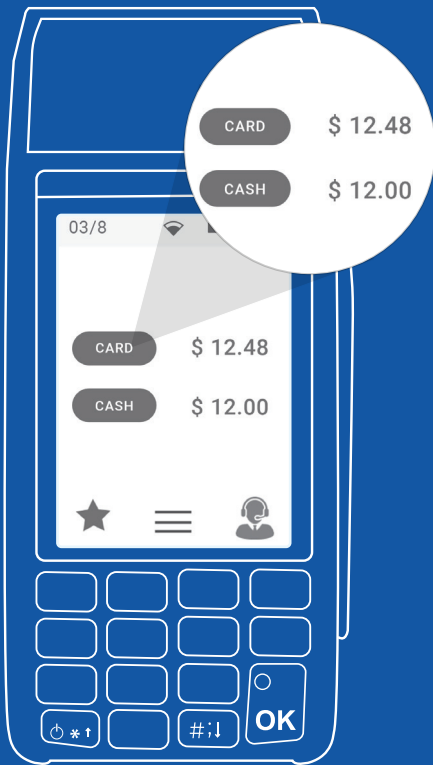 CARD $ 12.48
CASH $ 12.00
03/8
CARD $ 12.48
CASH $ 12.00
* ↑
#;↓
OK